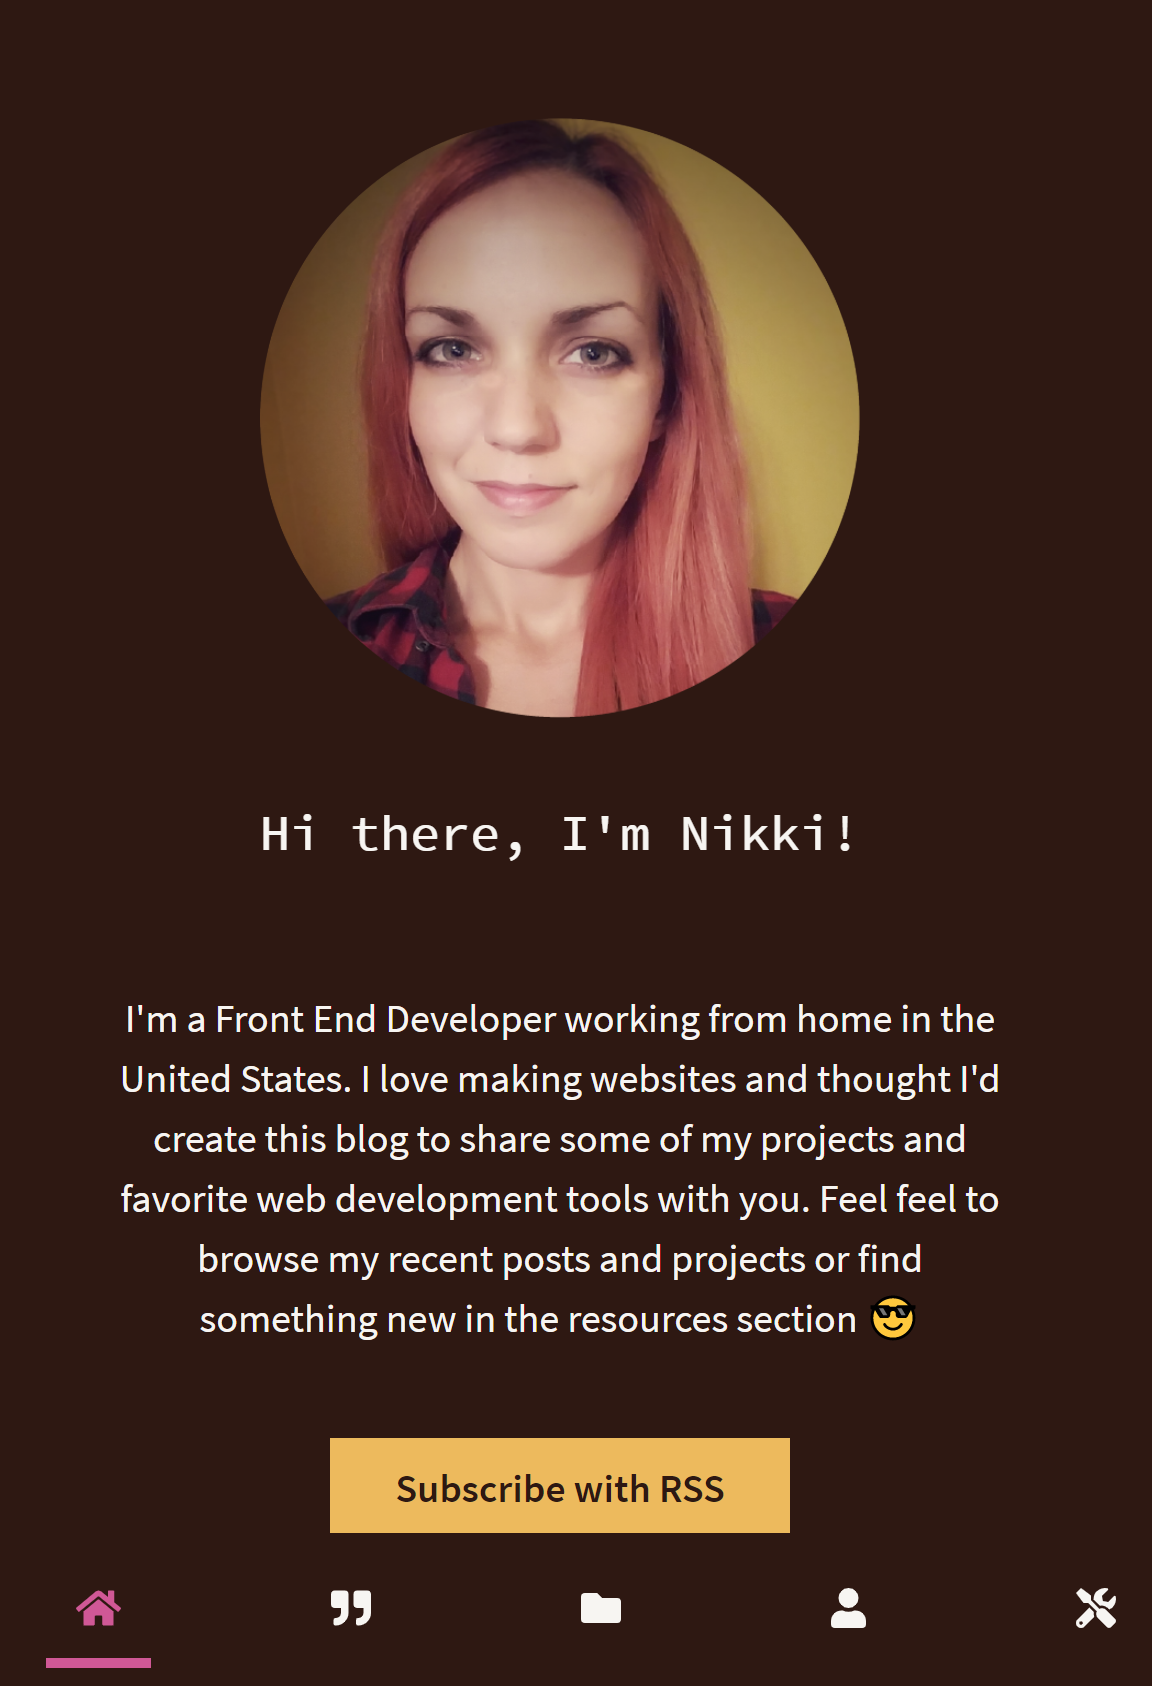 Hi there, I'm Nikki!
I'm a Front End Developer working from home in the
United States. I love making websites and thought I'd
create this blog to share some of my projects and
favorite web development tools with you. Feel feel to
browse my recent posts and projects or find
something new in the resources section 😎
Subscribe with RSS